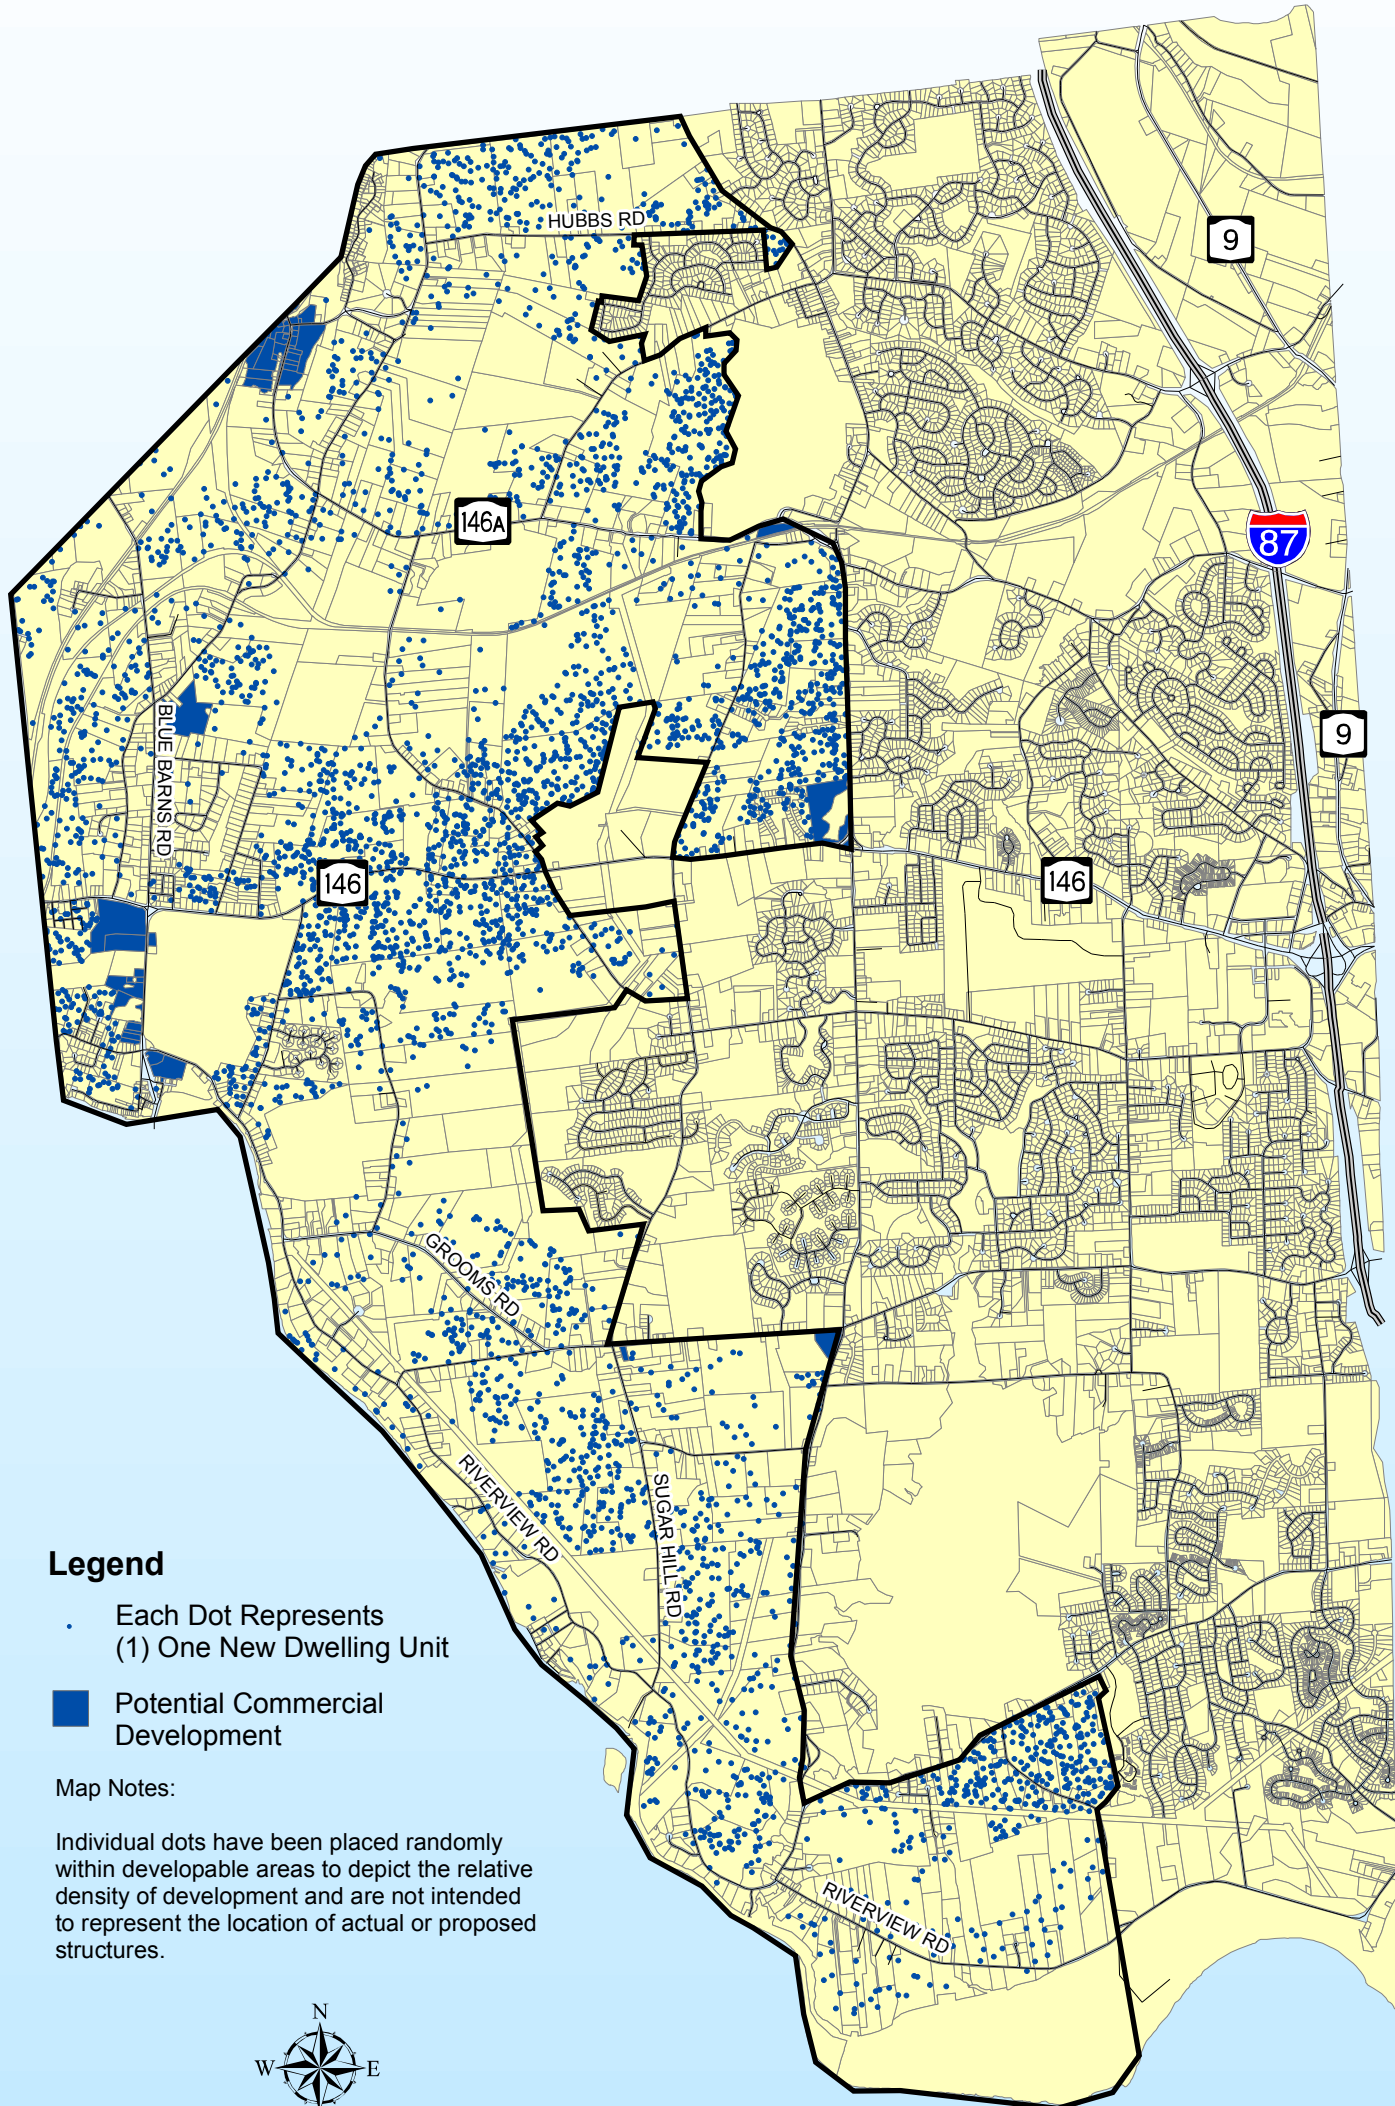 HUBBS RD
9
146A
87
BLUE BARNS RD
9
146
146
GROOMS RD
RIVERVIEW RD
SUGAR HILL RD
RIVERVIEW RD
Legend
Each Dot Represents
(1) One New Dwelling Unit
Potential Commercial
Development
Map Notes:
Individual dots have been placed randomly
within developable areas to depict the relative
density of development and are not intended
to represent the location of actual or proposed
structures.
N
W
E